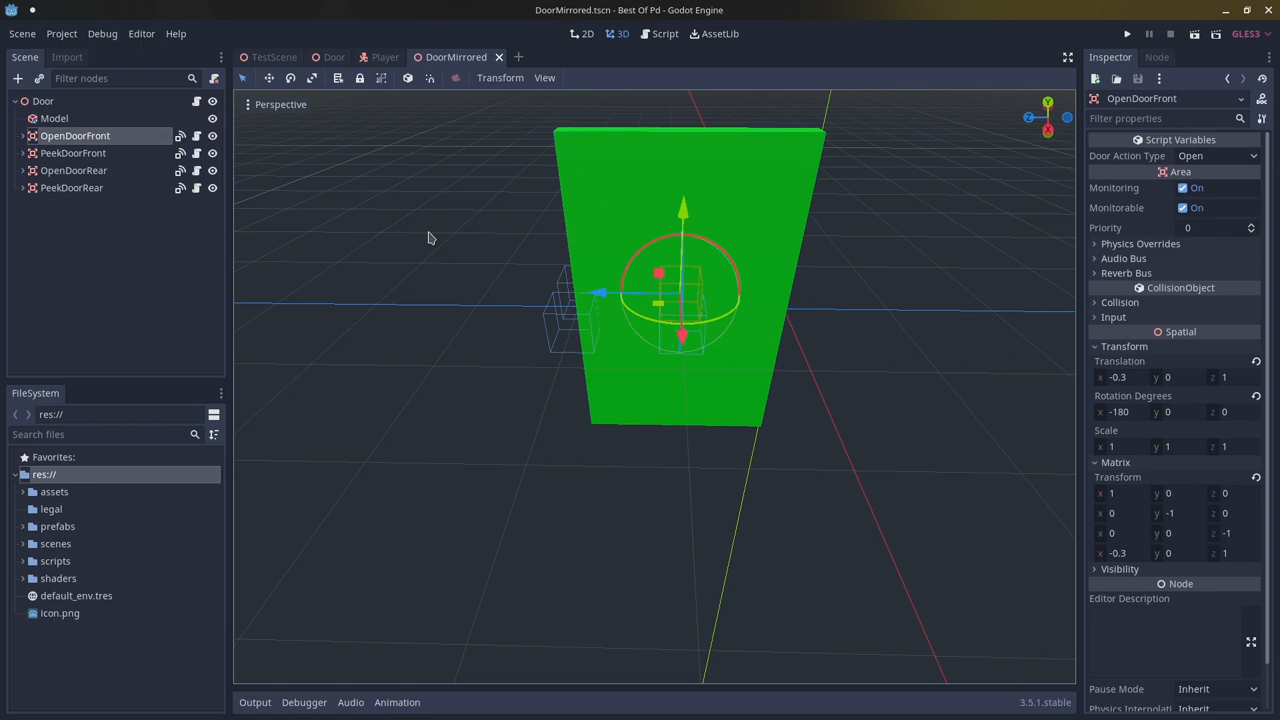 DoorMirrored.tscn - Best Of Pd - Godot Engine
Scene Project Debug Editor Help
2D 3D Script AssetLib
GLES3
Scene Import
TestScene Door Player DoorMirrored
Inspector Node
Filter nodes
Transform View
Door
Model
OpenDoorFront
PeekDoorFront
OpenDoorRear
PeekDoorRear
Perspective
Y
Z
X
OpenDoorFront
Filter properties
Script Variables
Door Action Type Open
Area
Monitoring On
Monitorable On
Priority 0
Physics Overrides
Audio Bus
Reverb Bus
CollisionObject
Collision
Input
Spatial
Transform
Translation
x -0.3 y 0 z 1
Rotation Degrees
x -180 y 0 z 0
Scale
x 1 y 1 z 1
Matrix
Transform
x 1 y 0 z 0
x 0 y -1 z 0
x 0 y 0 z -1
x -0.3 y 0 z 1
Visibility
Node
Editor Description
Pause Mode Inherit
Physics Internolati Inherit
FileSystem
res://
Search files
Favorites:
res://
assets
legal
prefabs
scenes
scripts
shaders
default_env.tres
icon.png
Output Debugger Audio Animation
3.5.1.stable